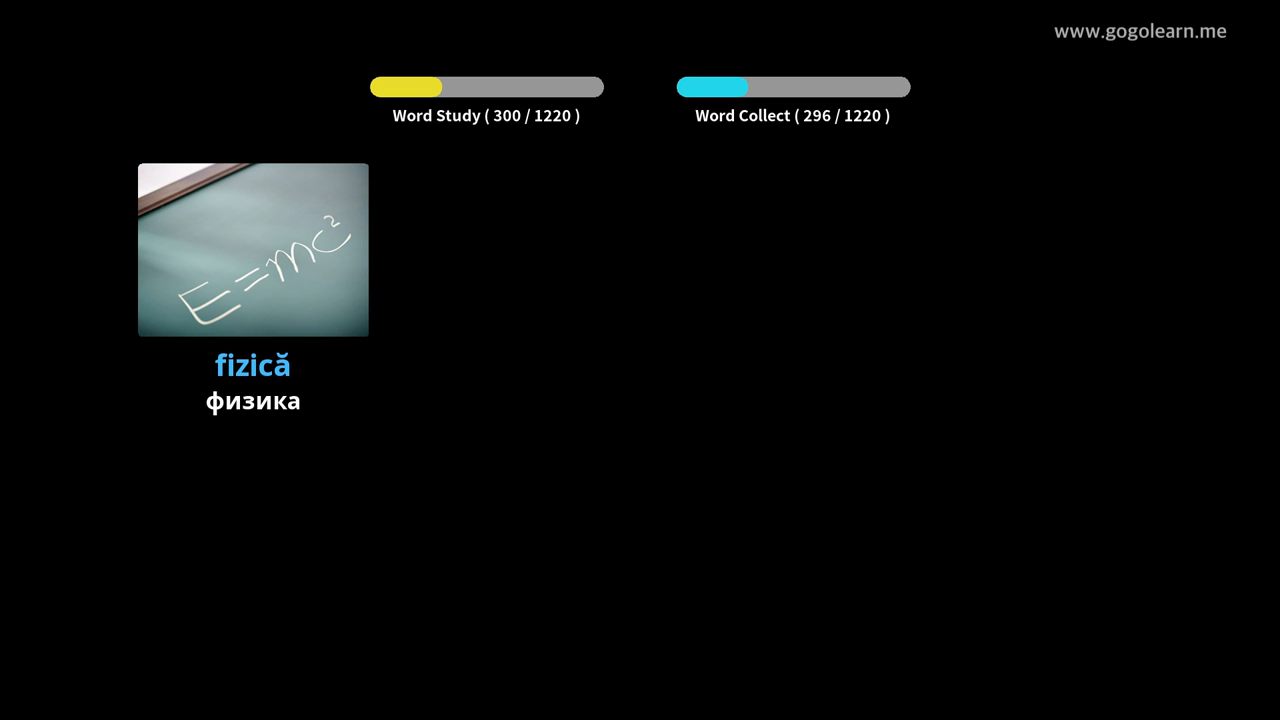 www.gogolearn.me
Word Study ( 300 / 1220 )
Word Collect ( 296 / 1220 )
E=mc²
fizică
физика